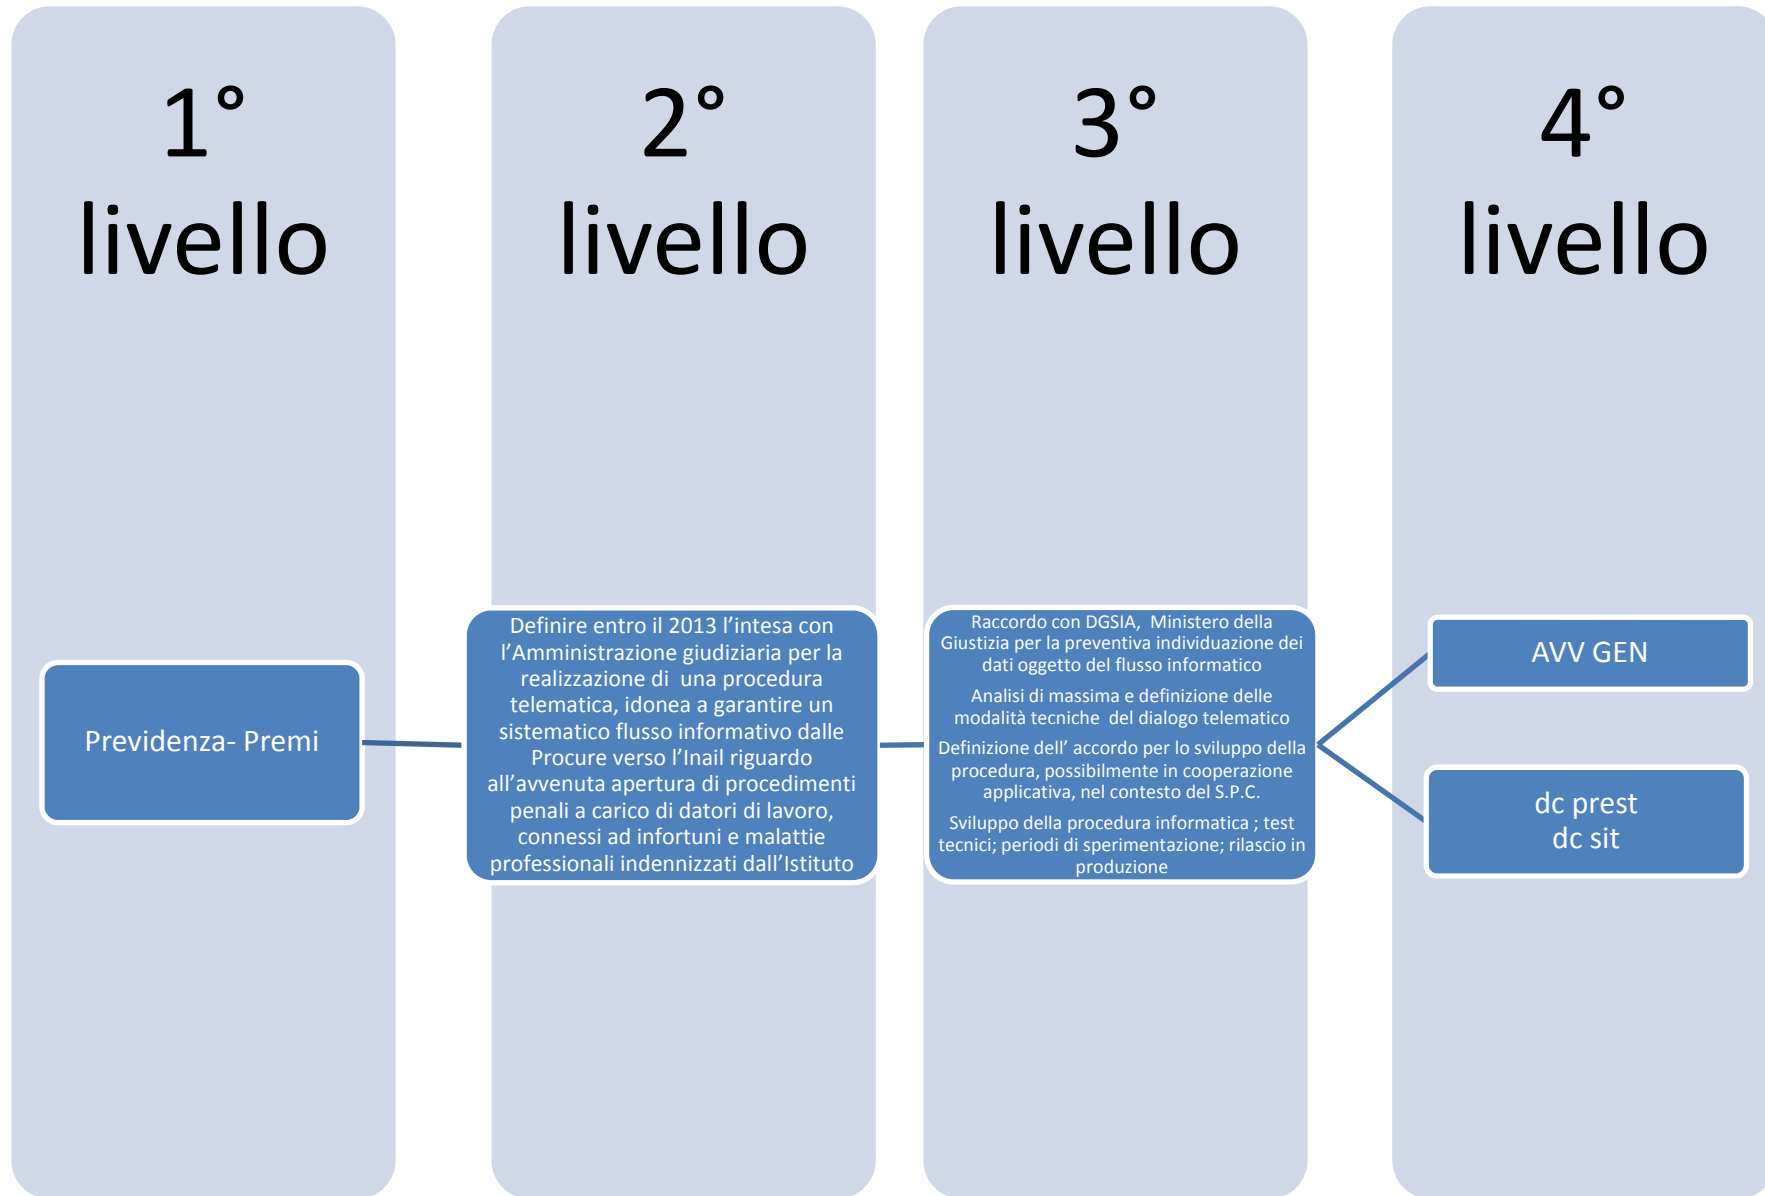 1°
livello
2°
livello
3°
livello
4°
livello
Previdenza- Premi
Definire entro il 2013 l’intesa con
l’Amministrazione giudiziaria per la
realizzazione di una procedura
telematica, idonea a garantire un
sistematico flusso informativo dalle
Procure verso l’Inail riguardo
all’avvenuta apertura di procedimenti
penali a carico di datori di lavoro,
connessi ad infortuni e malattie
professionali indennizzati dall’Istituto
Raccordo con DGSIA, Ministero della
Giustizia per la preventiva individuazione dei
dati oggetto del flusso informatico
Analisi di massima e definizione delle
modalità tecniche del dialogo telematico
Definizione dell’ accordo per lo sviluppo della
procedura, possibilmente in cooperazione
applicativa, nel contesto del S.P.C.
Sviluppo della procedura informatica ; test
tecnici; periodi di sperimentazione; rilascio in
produzione
AVV GEN
dc prest
dc sit